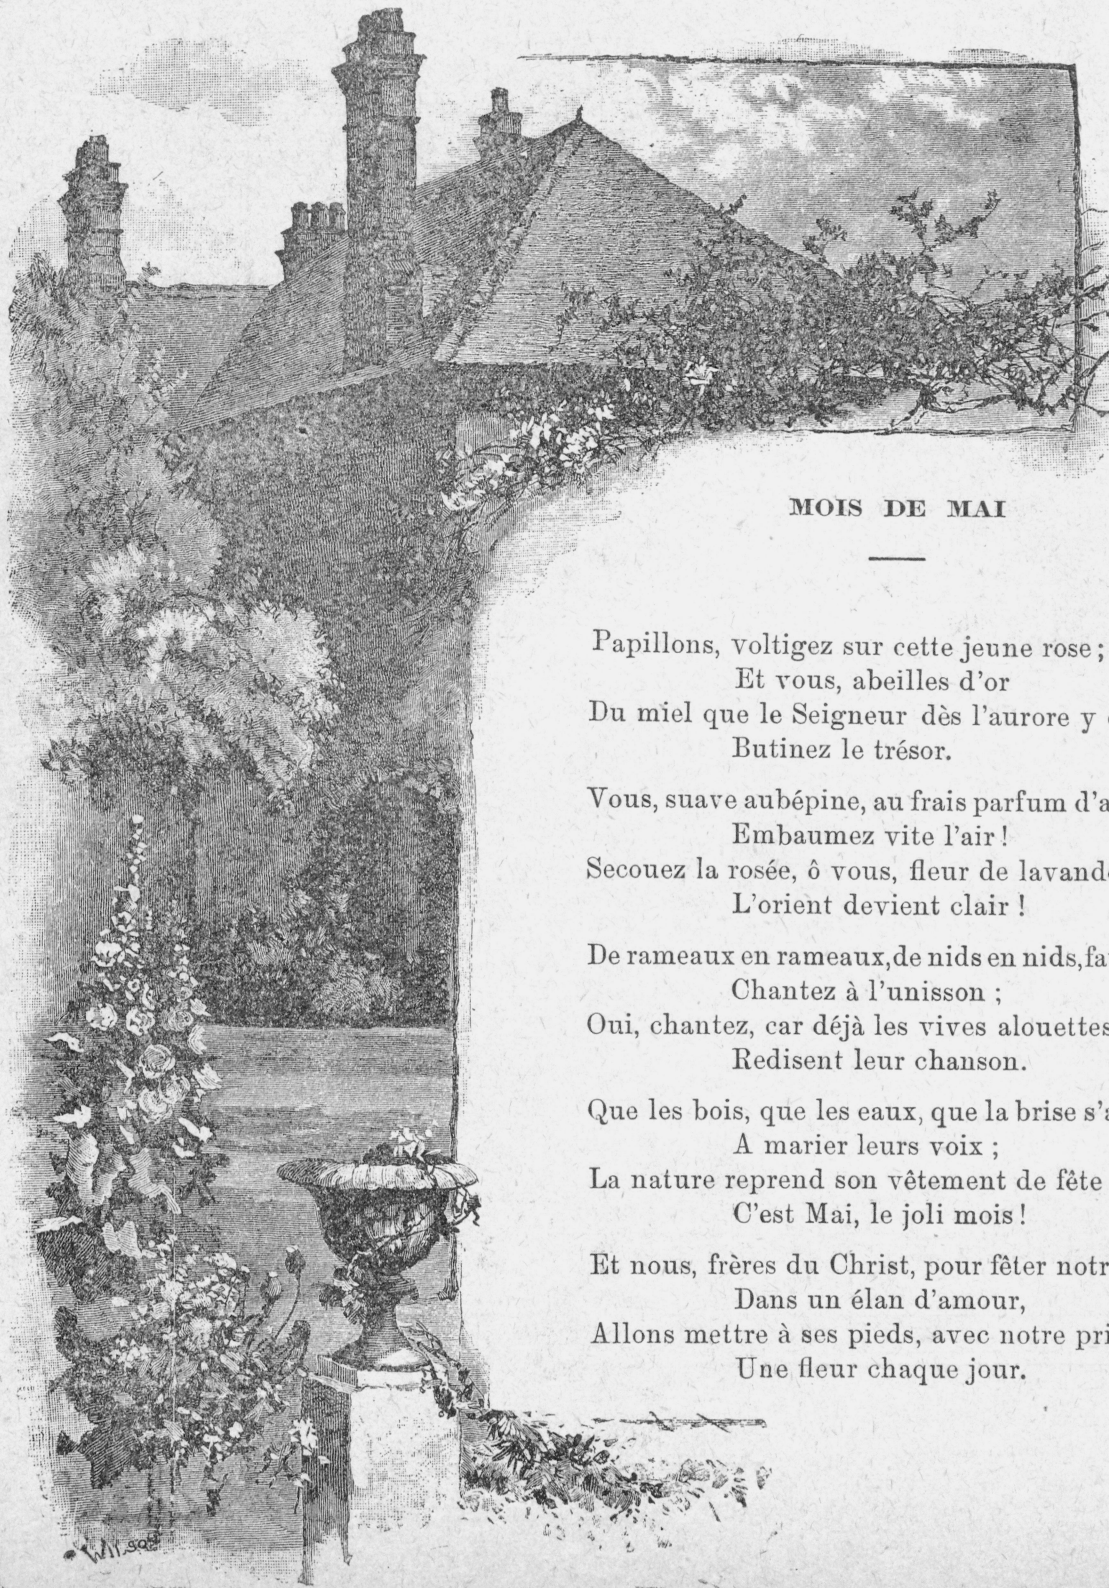 MOIS DE MAI
Papillons, voltigez sur cette jeune rose;
Et vous, abeilles d'or
Du miel que le Seigneur dès l'aurore y
Butinez le trésor.
Vous, suave aubépine, au frais parfum
Embaumez vite l'air!
Secouez la rosée, ô vous, fleur de
L'orient devient clair!
De rameaux en rameaux, de nids en nids,
Chantez à l'unisson;
Oui, chantez, car déjà les vives alouettes
Redisent leur chanson.
Que les bois, que les eaux, que la brise
A marier leurs voix;
La nature reprend son vêtement de fête
C'est Mai, le joli mois!
Et nous, frères du Christ, pour fêter
Dans un élan d'amour,
Allons mettre à ses pieds, avec notre
Une fleur chaque jour.
Wilson